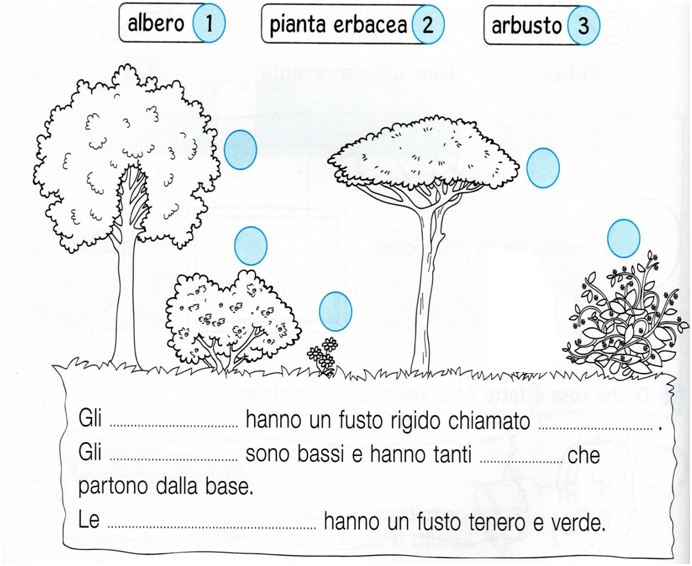 albero 1 pianta erbacea 2 arbusto 3
Gli ........................ hanno un fusto rigido chiamato ........................ .
Gli ........................ sono bassi e hanno tanti ................ che
partono dalla base.
Le ........................................ hanno un fusto tenero e verde.